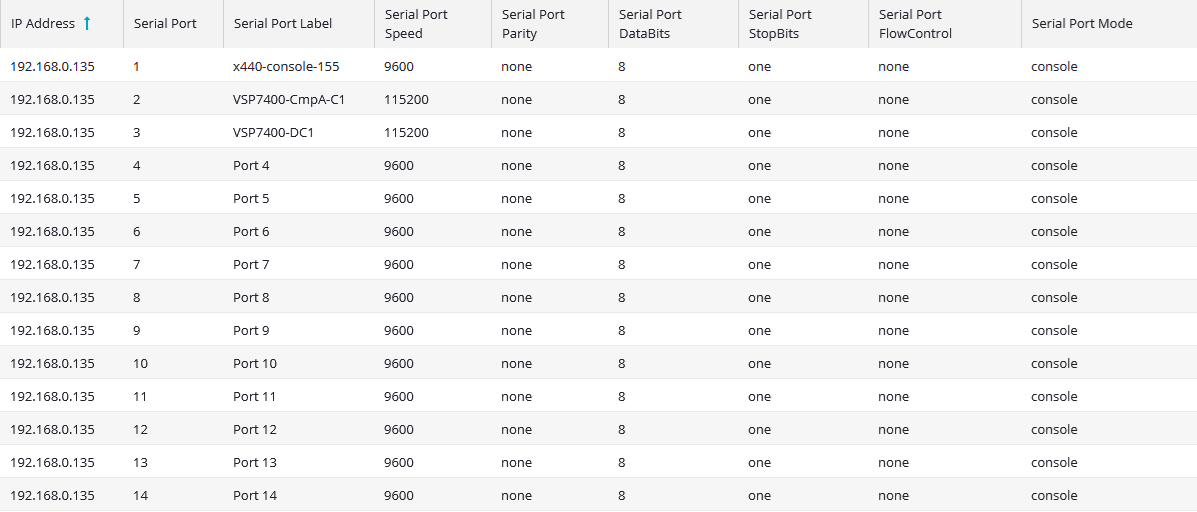 IP Address ↑ Serial Port Serial Port Label Serial Port Speed Serial Port Parity Serial Port DataBits Serial Port StopBits Serial Port FlowControl Serial Port Mode
192.168.0.135 1 x440-console-155 9600 none 8 one none console
192.168.0.135 2 VSP7400-CmpA-C1 115200 none 8 one none console
192.168.0.135 3 VSP7400-DC1 115200 none 8 one none console
192.168.0.135 4 Port 4 9600 none 8 one none console
192.168.0.135 5 Port 5 9600 none 8 one none console
192.168.0.135 6 Port 6 9600 none 8 one none console
192.168.0.135 7 Port 7 9600 none 8 one none console
192.168.0.135 8 Port 8 9600 none 8 one none console
192.168.0.135 9 Port 9 9600 none 8 one none console
192.168.0.135 10 Port 10 9600 none 8 one none console
192.168.0.135 11 Port 11 9600 none 8 one none console
192.168.0.135 12 Port 12 9600 none 8 one none console
192.168.0.135 13 Port 13 9600 none 8 one none console
192.168.0.135 14 Port 14 9600 none 8 one none console